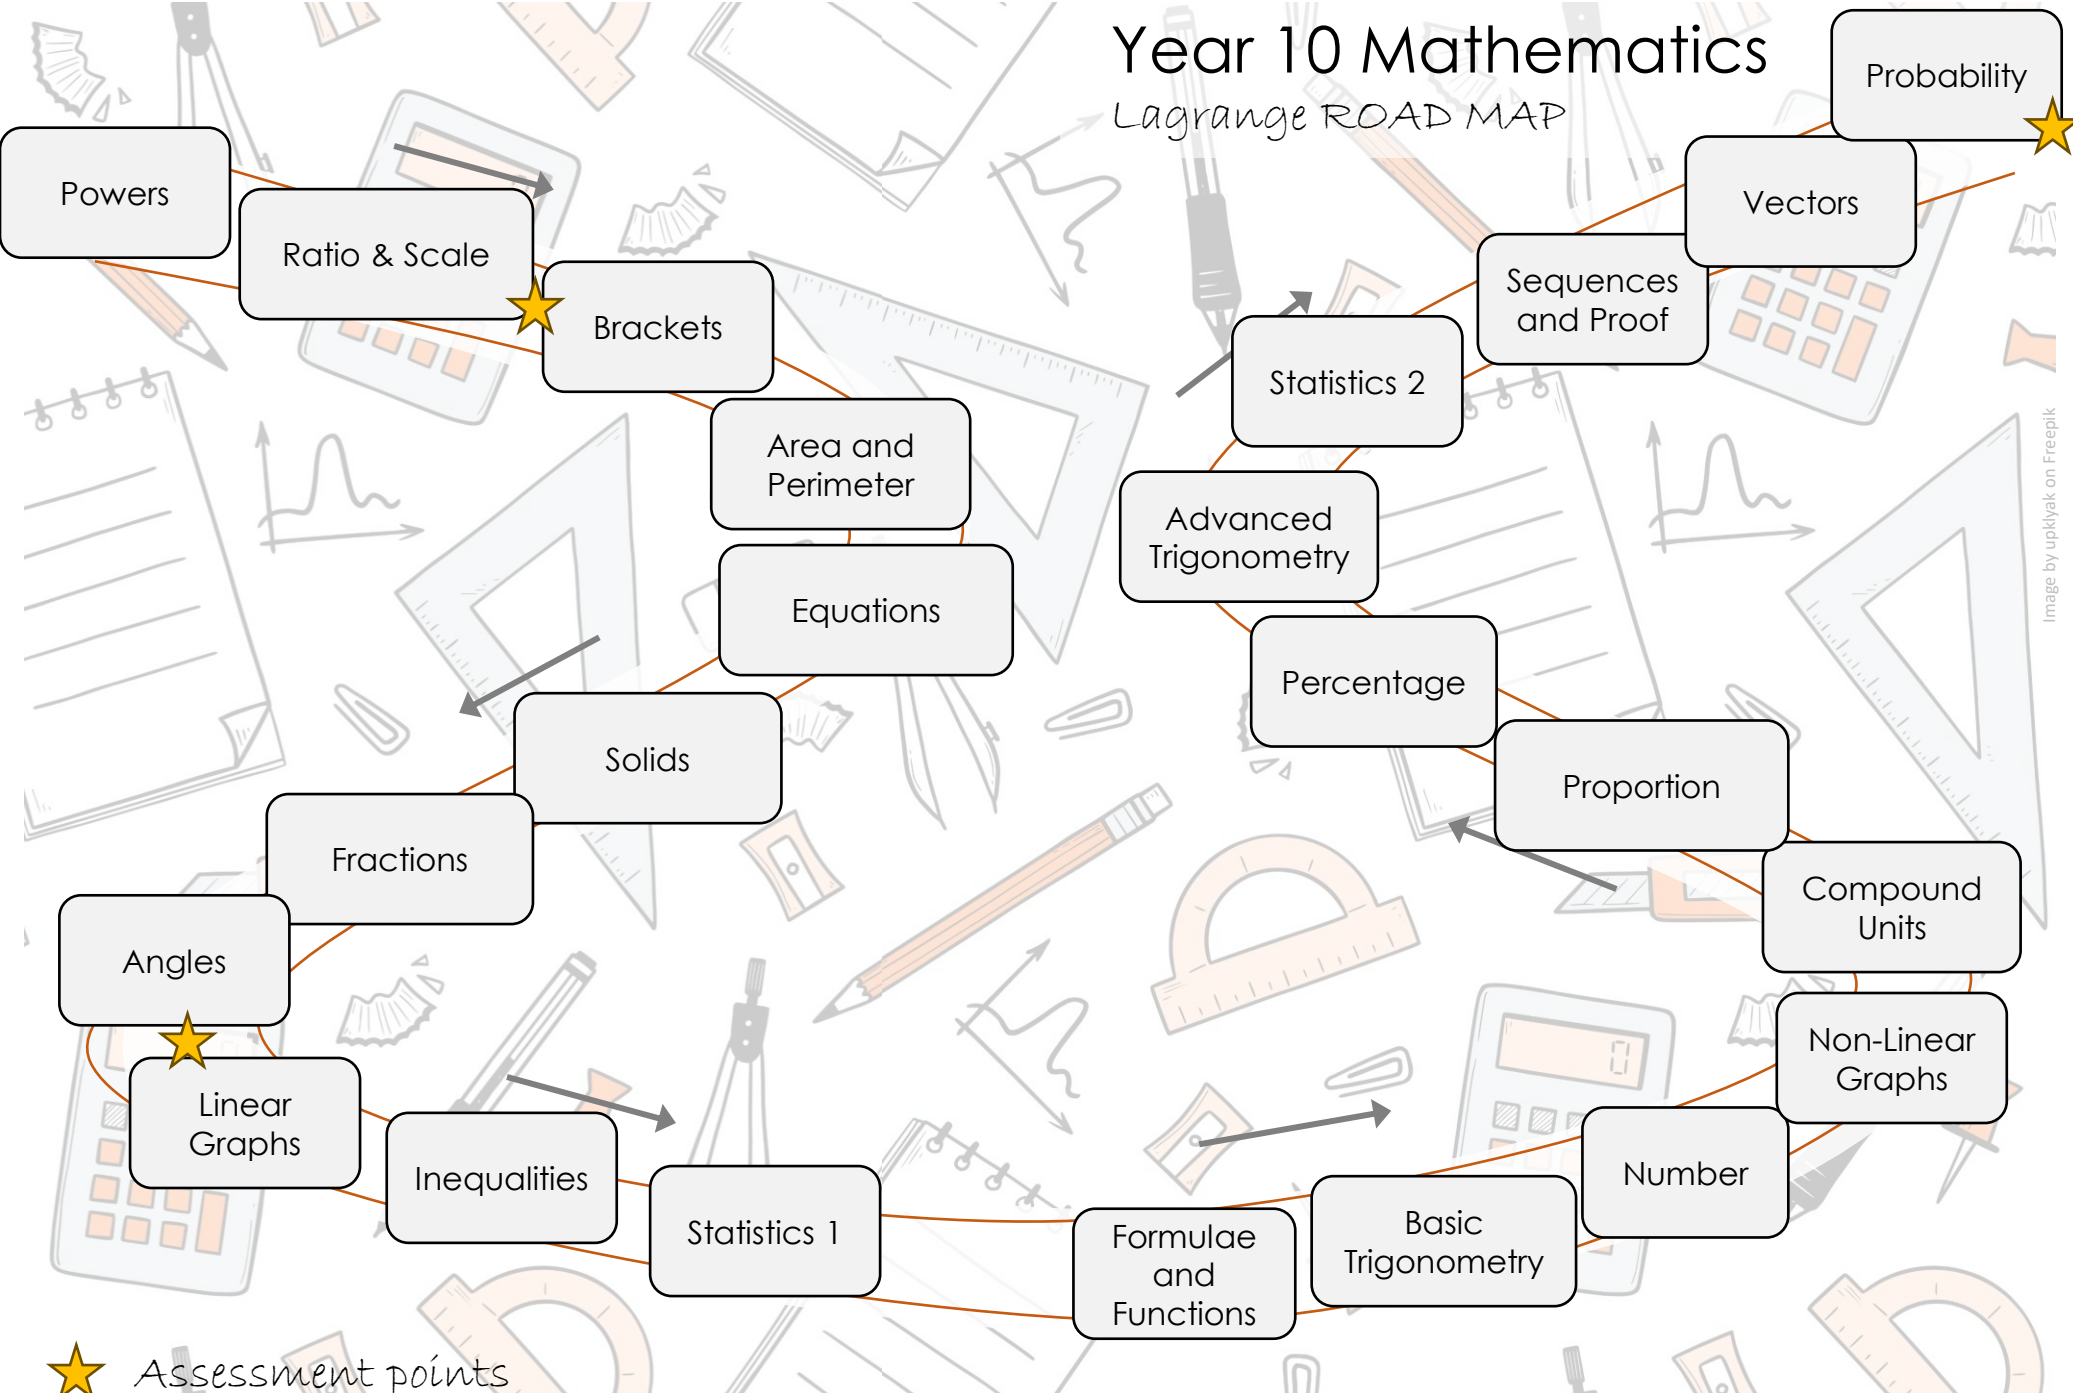 Year 10 Mathematics
Lagrange ROAD MAP
Powers
Ratio & Scale
Brackets
Area and
Perimeter
Equations
Solids
Fractions
Angles
Linear
Graphs
Inequalities
Statistics 1
Formulae
and
Functions
Basic
Trigonometry
Number
Non-Linear
Graphs
Compound
Units
Proportion
Percentage
Advanced
Trigonometry
Statistics 2
Sequences
and Proof
Vectors
Probability
Image by upklyak on Freepik
0
Assessment points